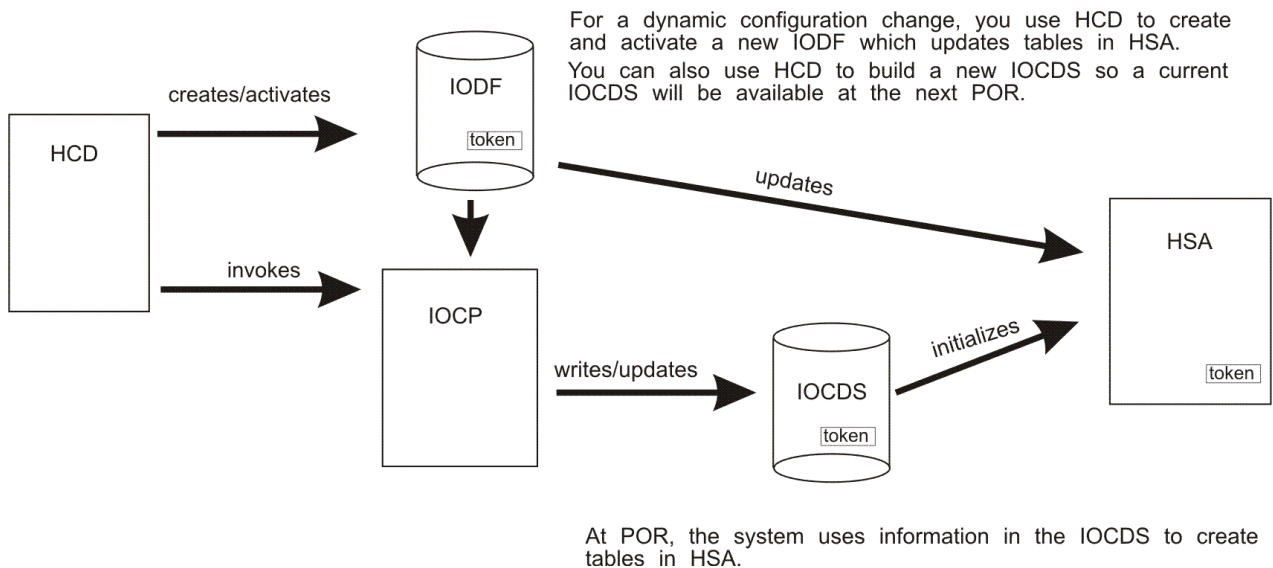 For a dynamic configuration change, you use HCD to create
and activate a new IODF which updates tables in HSA.
You can also use HCD to build a new IOCDS so a current
IOCDS will be available at the next POR.
IODF
creates/activates
token
HCD
updates
HSA
invokes
IOCP
initializes
writes/updates
token
IOCDS
token
At POR, the system uses information in the IOCDS to create
tables in HSA.